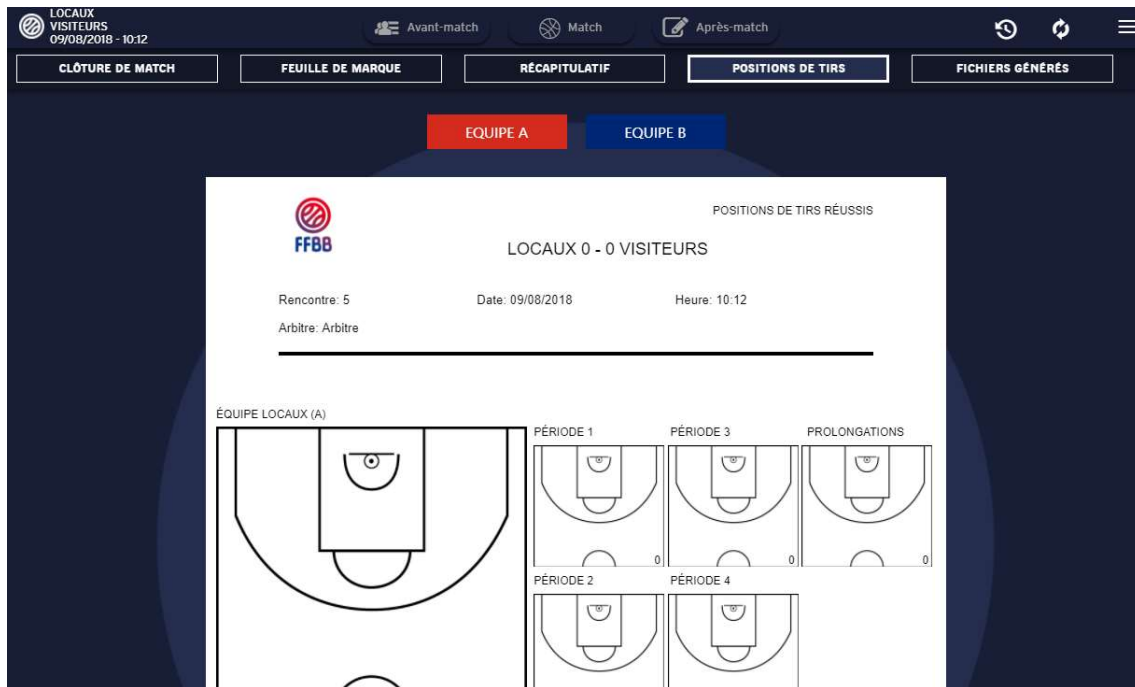 LOCAUX
VISITEURS
09/08/2018 - 10:12
Avant-match
Match
Après-match
CLÔTURE DE MATCH
FEUILLE DE MARQUE
RÉCAPITULATIF
POSITIONS DE TIRS
FICHIERS GÉNÉRÉS
EQUIPE A
EQUIPE B
FFBB
POSITIONS DE TIRS RÉUSSIS
LOCAUX 0 - 0 VISITEURS
Rencontre: 5
Date: 09/08/2018
Heure: 10:12
Arbitre: Arbitre
ÉQUIPE LOCAUX (A)
PÉRIODE 1
PÉRIODE 3
PROLONGATIONS
0
0
0
PÉRIODE 2
PÉRIODE 4